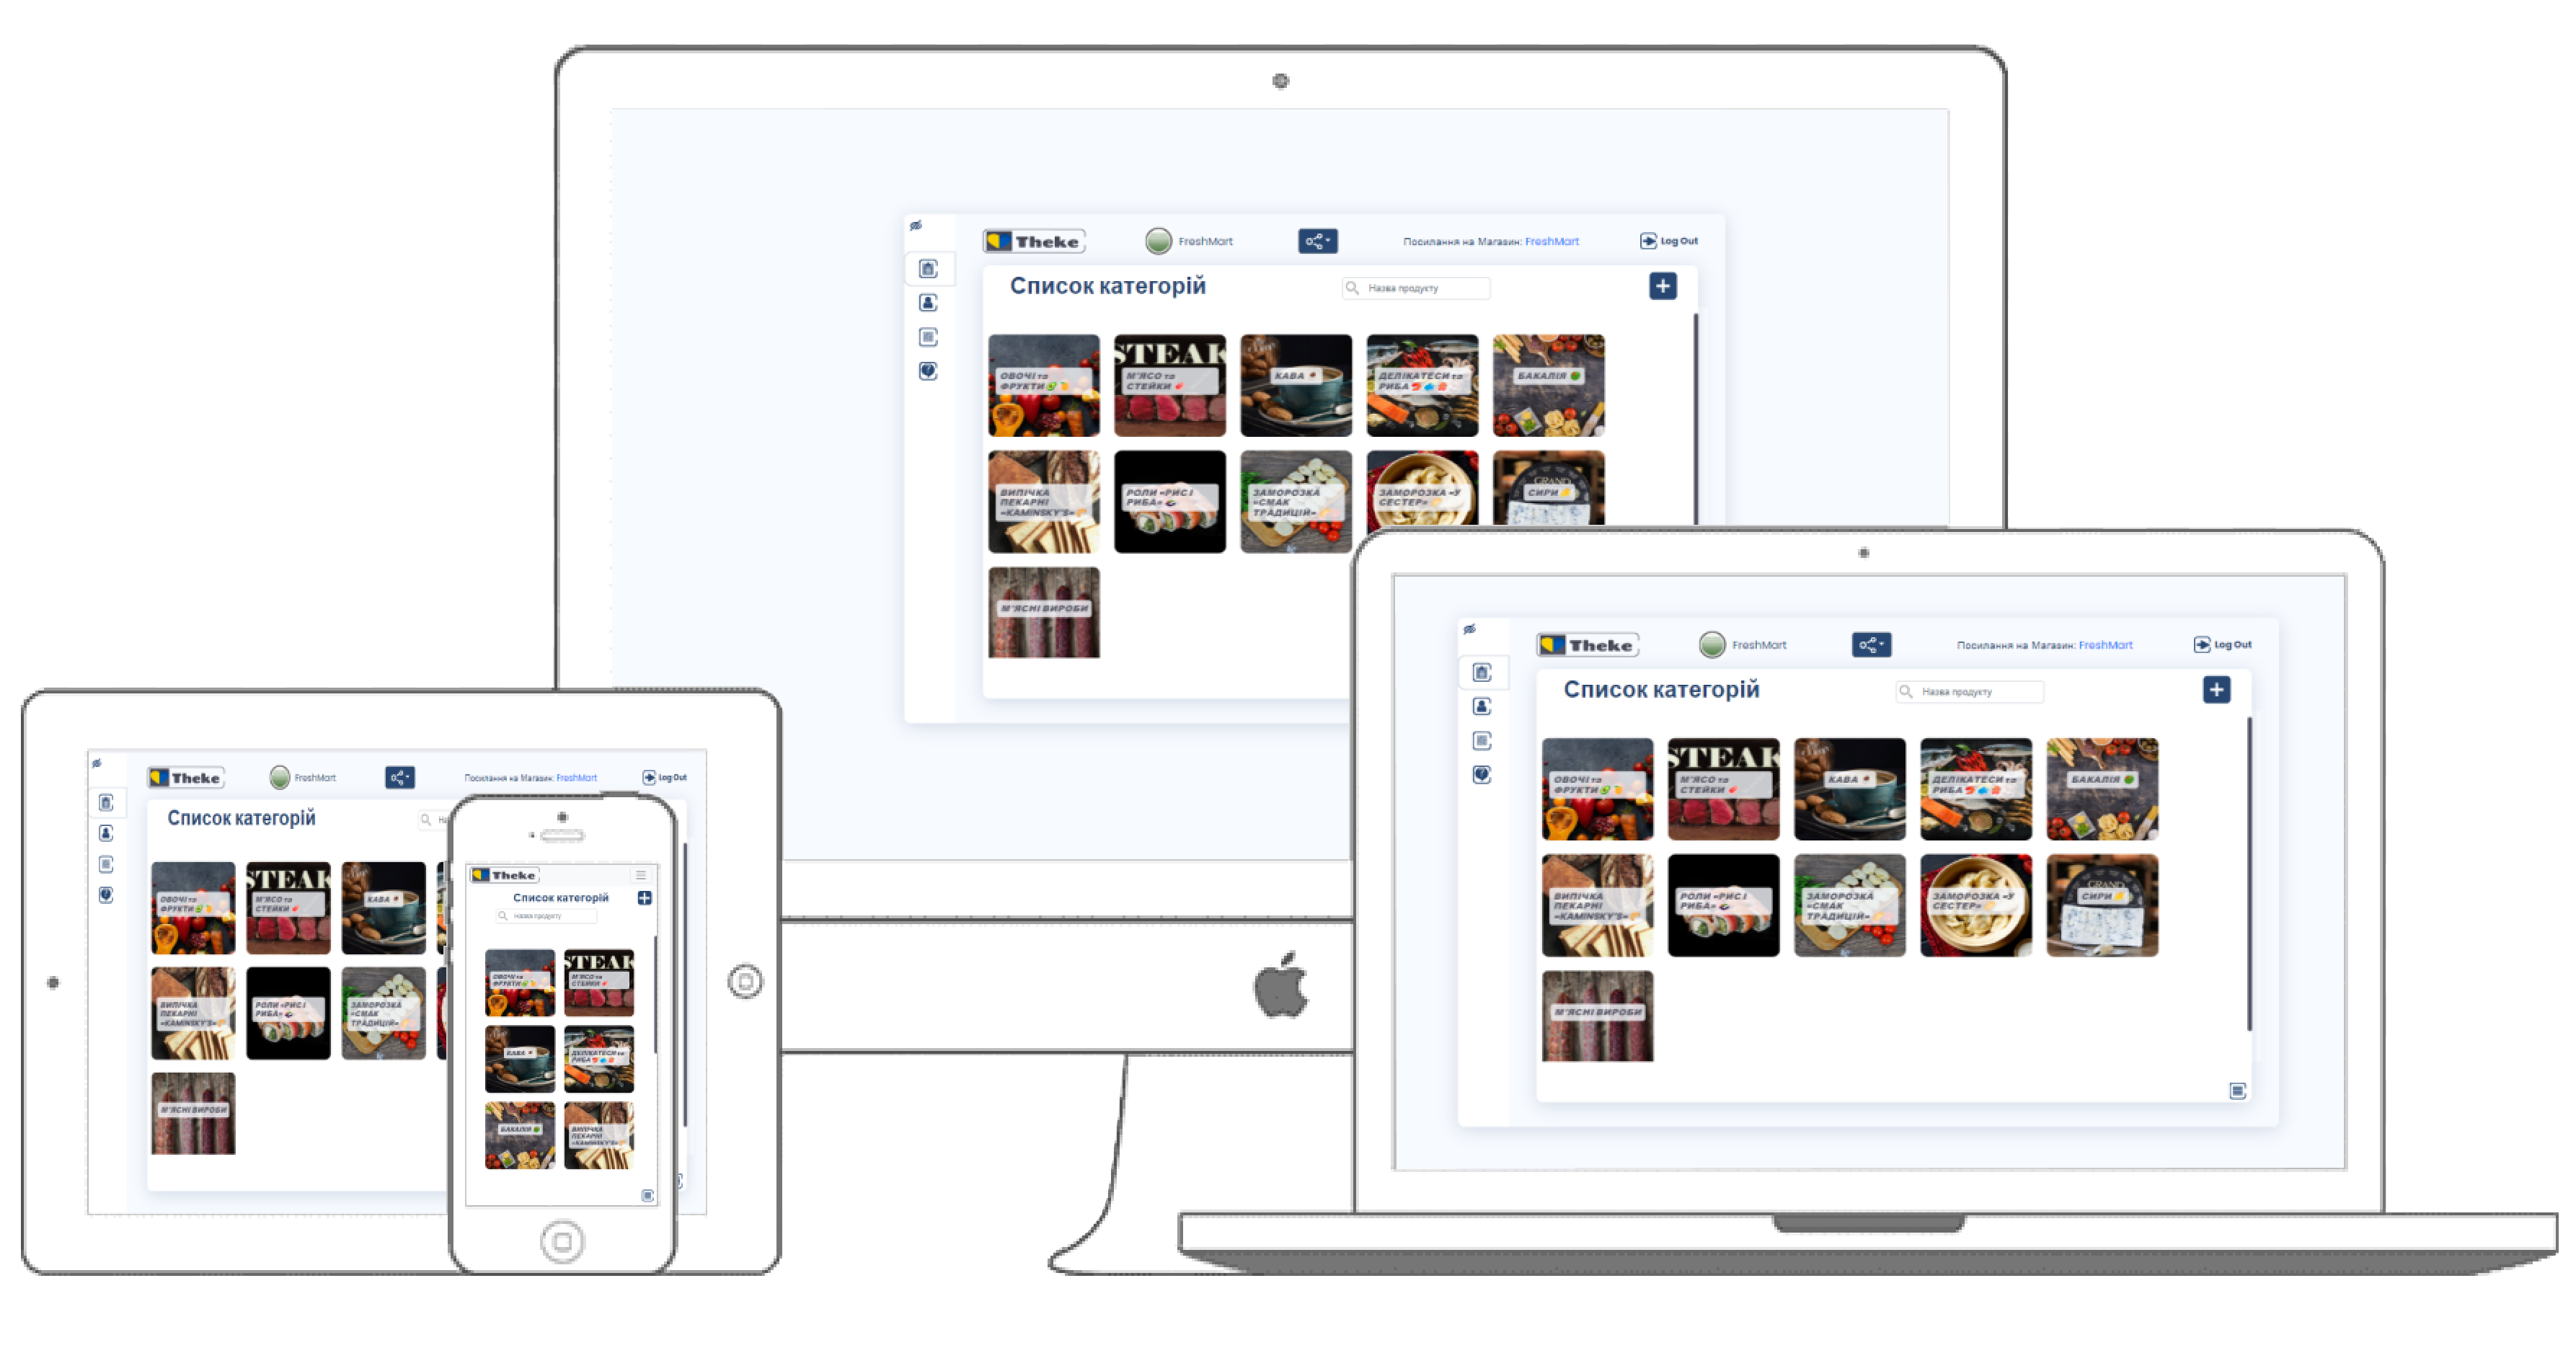 Theke
FreshMart
Посилання на Магазин: FreshMart
Log Out
Список категорій
Назва продукту
ОВОЧІ та
ФРУКТИ
STEAK
М'ЯСО та
СТЕЙКИ
КАВА
ДЕЛІКАТЕСИ та
РИБА
БАКАЛІЯ
ВИПІЧКА
ПЕКАРНІ
«KAMINSKY'S»
РОЛИ «РИС І
РИБА»
ЗАМОРОЗКА
«СМАК
ТРАДИЦІЙ»
ЗАМОРОЗКА «У
СЕСТЕР»
GRAND
СИРИ
М'ЯСНІ ВИРОБИ
Theke
FreshMart
Посилання на Магазин: FreshMart
Log Out
Список категорій
Назва продукту
ОВОЧІ та
ФРУКТИ
STEAK
М'ЯСО та
СТЕЙКИ
КАВА
ДЕЛІКАТЕСИ та
РИБА
БАКАЛІЯ
ВИПІЧКА
ПЕКАРНІ
«KAMINSKY'S»
РОЛИ «РИС І
РИБА»
ЗАМОРОЗКА
«СМАК
ТРАДИЦІЙ»
ЗАМОРОЗКА «У
СЕСТЕР»
GRAND
СИРИ
М'ЯСНІ ВИРОБИ
Theke
FreshMart
Посилання на Магазин: FreshMart
Log Out
Список категорій
На
ОВОЧІ та
ФРУКТИ
STEAK
М'ЯСО та
СТЕЙКИ
КАВА
ВИПІЧКА
ПЕКАРНІ
«KAMINSKY'S»
РОЛИ «РИС І
РИБА»
ЗАМОРОЗКА
«СМАК
ТРАДИЦІЙ»
М'ЯСНІ ВИРОБИ
Theke
Список категорій
Назва продукту
ОВОЧІ та
ФРУКТИ
STEAK
М'ЯСО та
СТЕЙКИ
КАВА
ДЕЛІКАТЕСИ та
РИБА
БАКАЛІЯ
ВИПІЧКА
ПЕКАРНІ
«KAMINSKY'S»